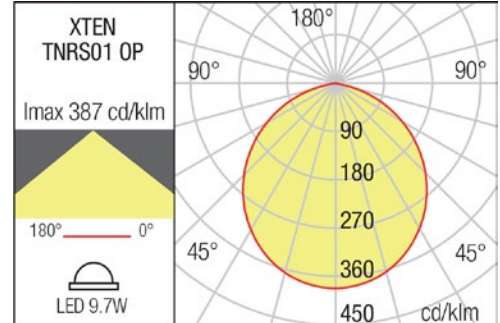 XTEN
TNRS01 OP
Imax 387 cd/klm
180° 0°
LED 9.7W
180°
90° 90°
90
180
270
45° 45°
360
450 cd/klm